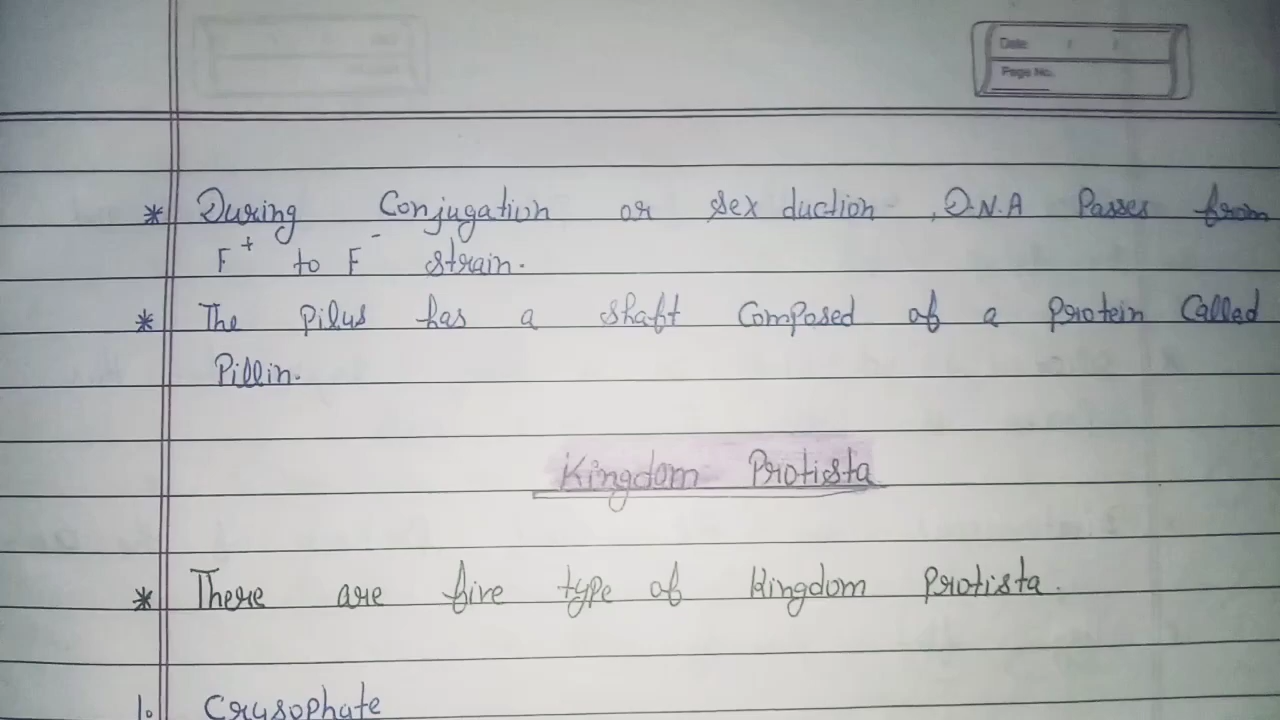 Date / /
Page No.
* During Conjugation or sex duction, D.N.A Passes from
F+ to F- strain.
* The Pilus has a shaft Composed of a protein Called
Pillin.
Kingdom Protista
* There are five type of Kingdom Protista.
1. Crysophate